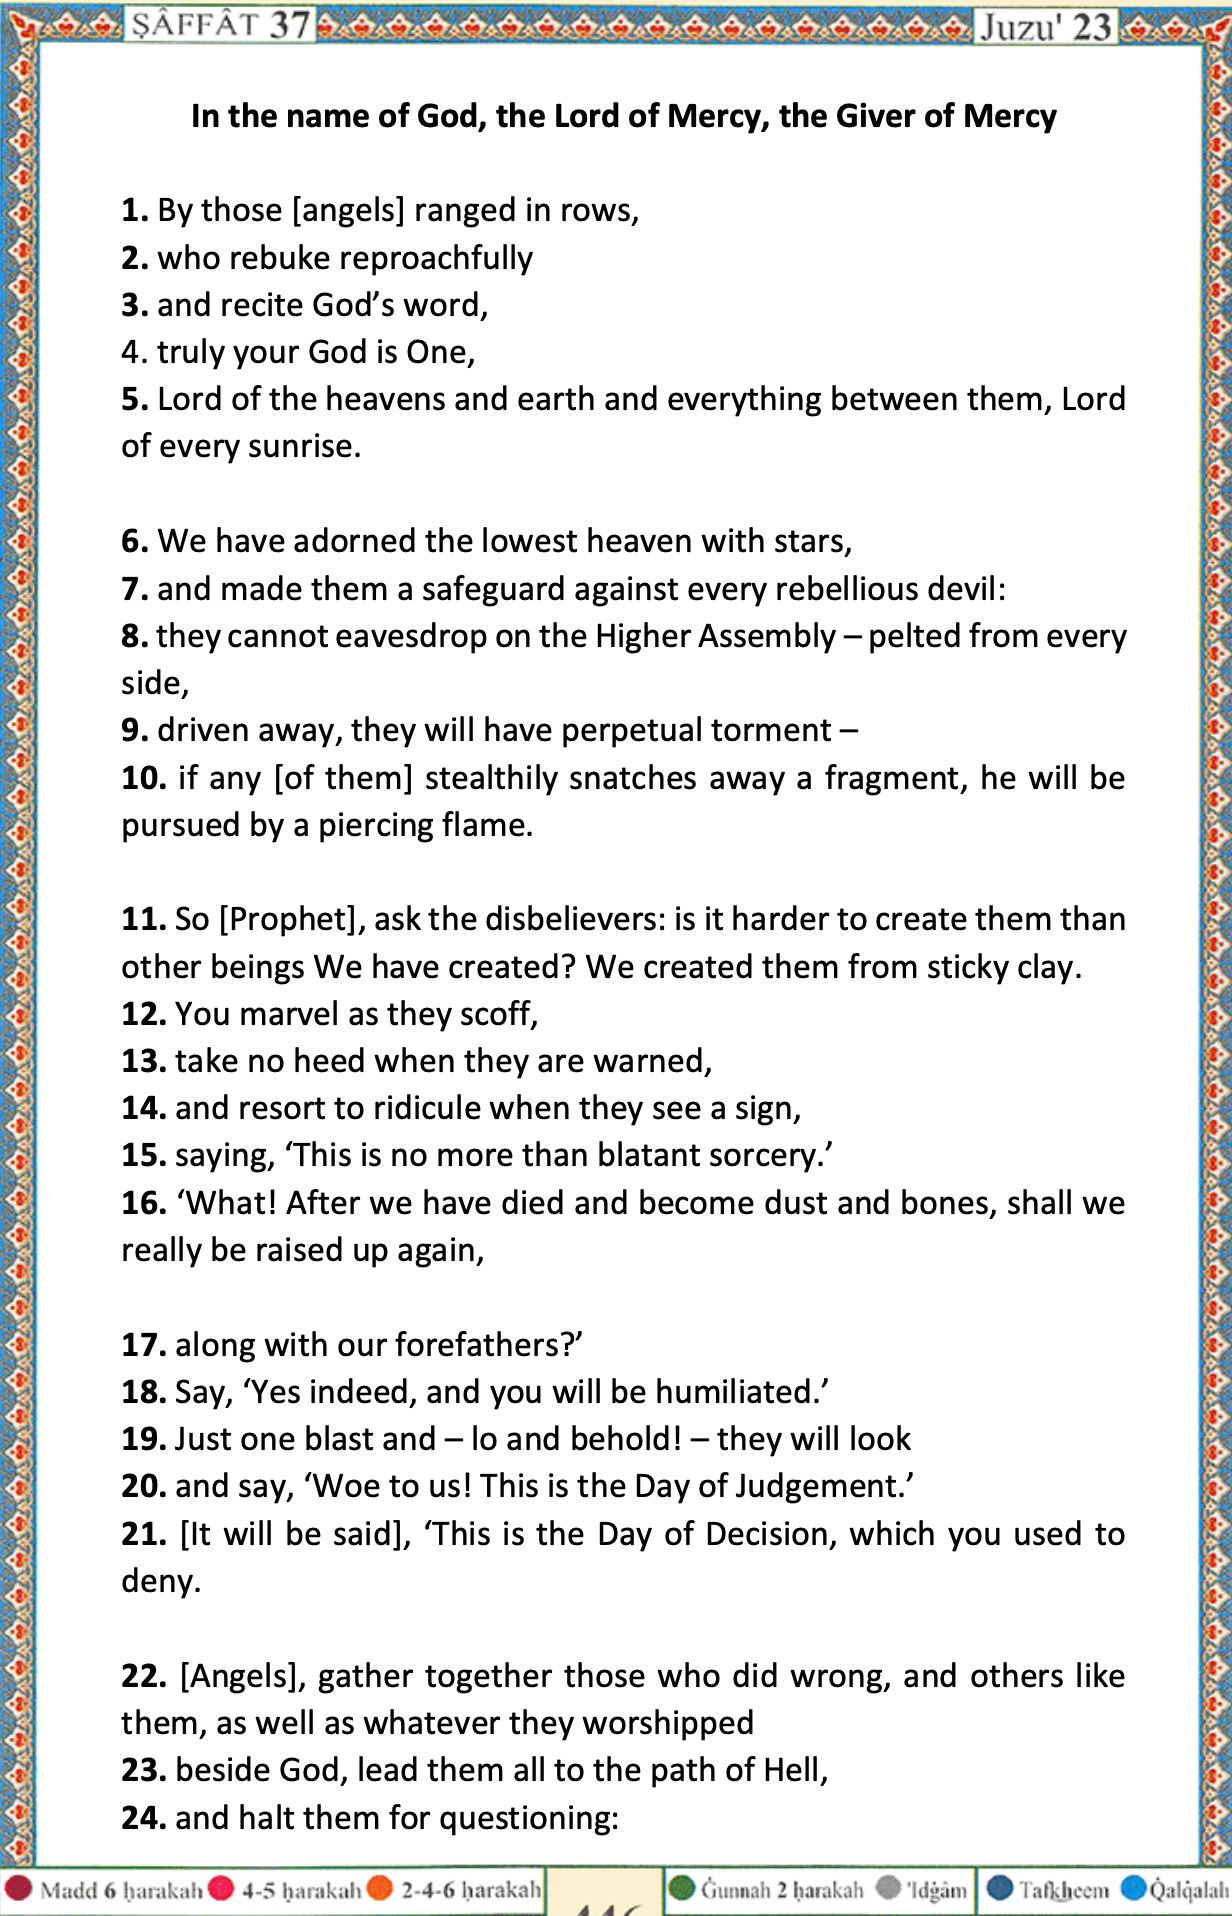 ṢÂFFÂT 37
Juzu' 23
In the name of God, the Lord of Mercy, the Giver of Mercy
1. By those [angels] ranged in rows,
2. who rebuke reproachfully
3. and recite God’s word,
4. truly your God is One,
5. Lord of the heavens and earth and everything between them, Lord
of every sunrise.
6. We have adorned the lowest heaven with stars,
7. and made them a safeguard against every rebellious devil:
8. they cannot eavesdrop on the Higher Assembly – pelted from every
side,
9. driven away, they will have perpetual torment –
10. if any [of them] stealthily snatches away a fragment, he will be
pursued by a piercing flame.
11. So [Prophet], ask the disbelievers: is it harder to create them than
other beings We have created? We created them from sticky clay.
12. You marvel as they scoff,
13. take no heed when they are warned,
14. and resort to ridicule when they see a sign,
15. saying, ‘This is no more than blatant sorcery.’
16. ‘What! After we have died and become dust and bones, shall we
really be raised up again,
17. along with our forefathers?’
18. Say, ‘Yes indeed, and you will be humiliated.’
19. Just one blast and – lo and behold! – they will look
20. and say, ‘Woe to us! This is the Day of Judgement.’
21. [It will be said], ‘This is the Day of Decision, which you used to
deny.
22. [Angels], gather together those who did wrong, and others like
them, as well as whatever they worshipped
23. beside God, lead them all to the path of Hell,
24. and halt them for questioning:
Madd 6 ḥarakah 4-5 ḥarakah 2-4-6 ḥarakah
Ġunnah 2 ḥarakah 'Idġâm Tafkheem Q̇alq̇alah